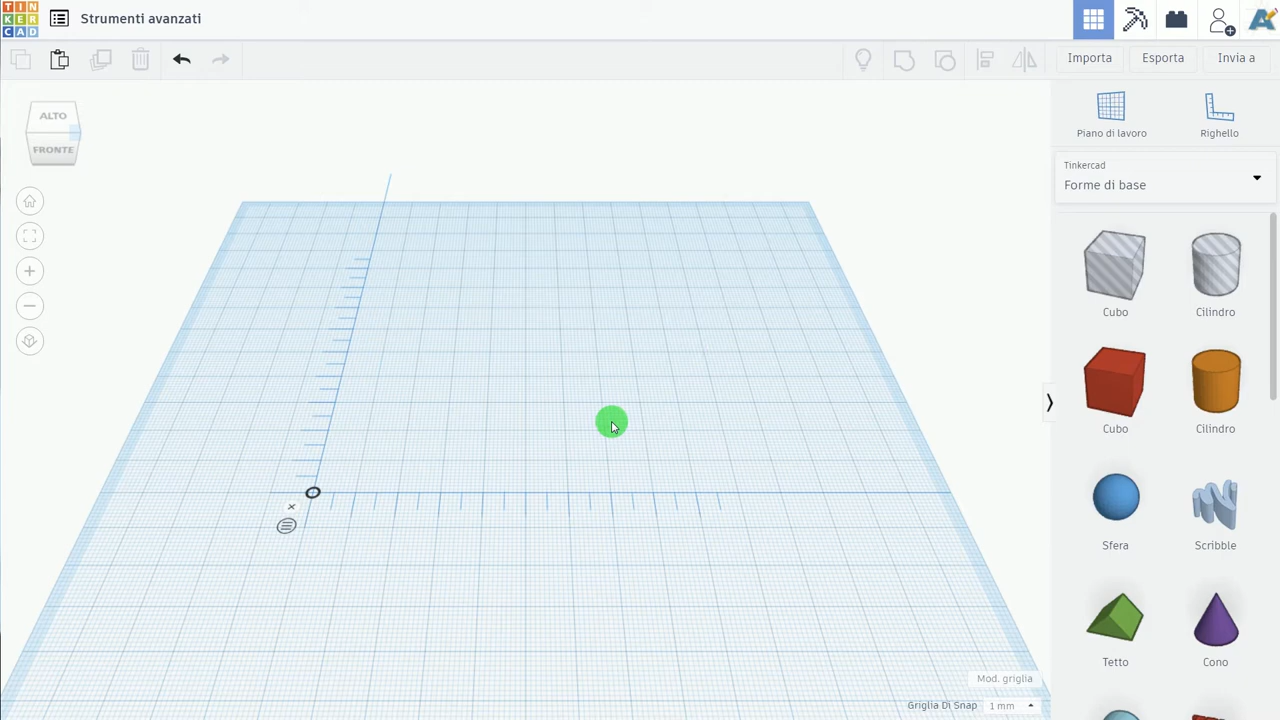 TIN
KER
CAD
Strumenti avanzati
Importa
Esporta
Invia a
ALTO
FRONTE
Piano di lavoro
Righello
Tinkercad
Forme di base
Cubo
Cilindro
Cubo
Cilindro
Sfera
Scribble
Tetto
Cono
Mod. griglia
Griglia Di Snap
1 mm